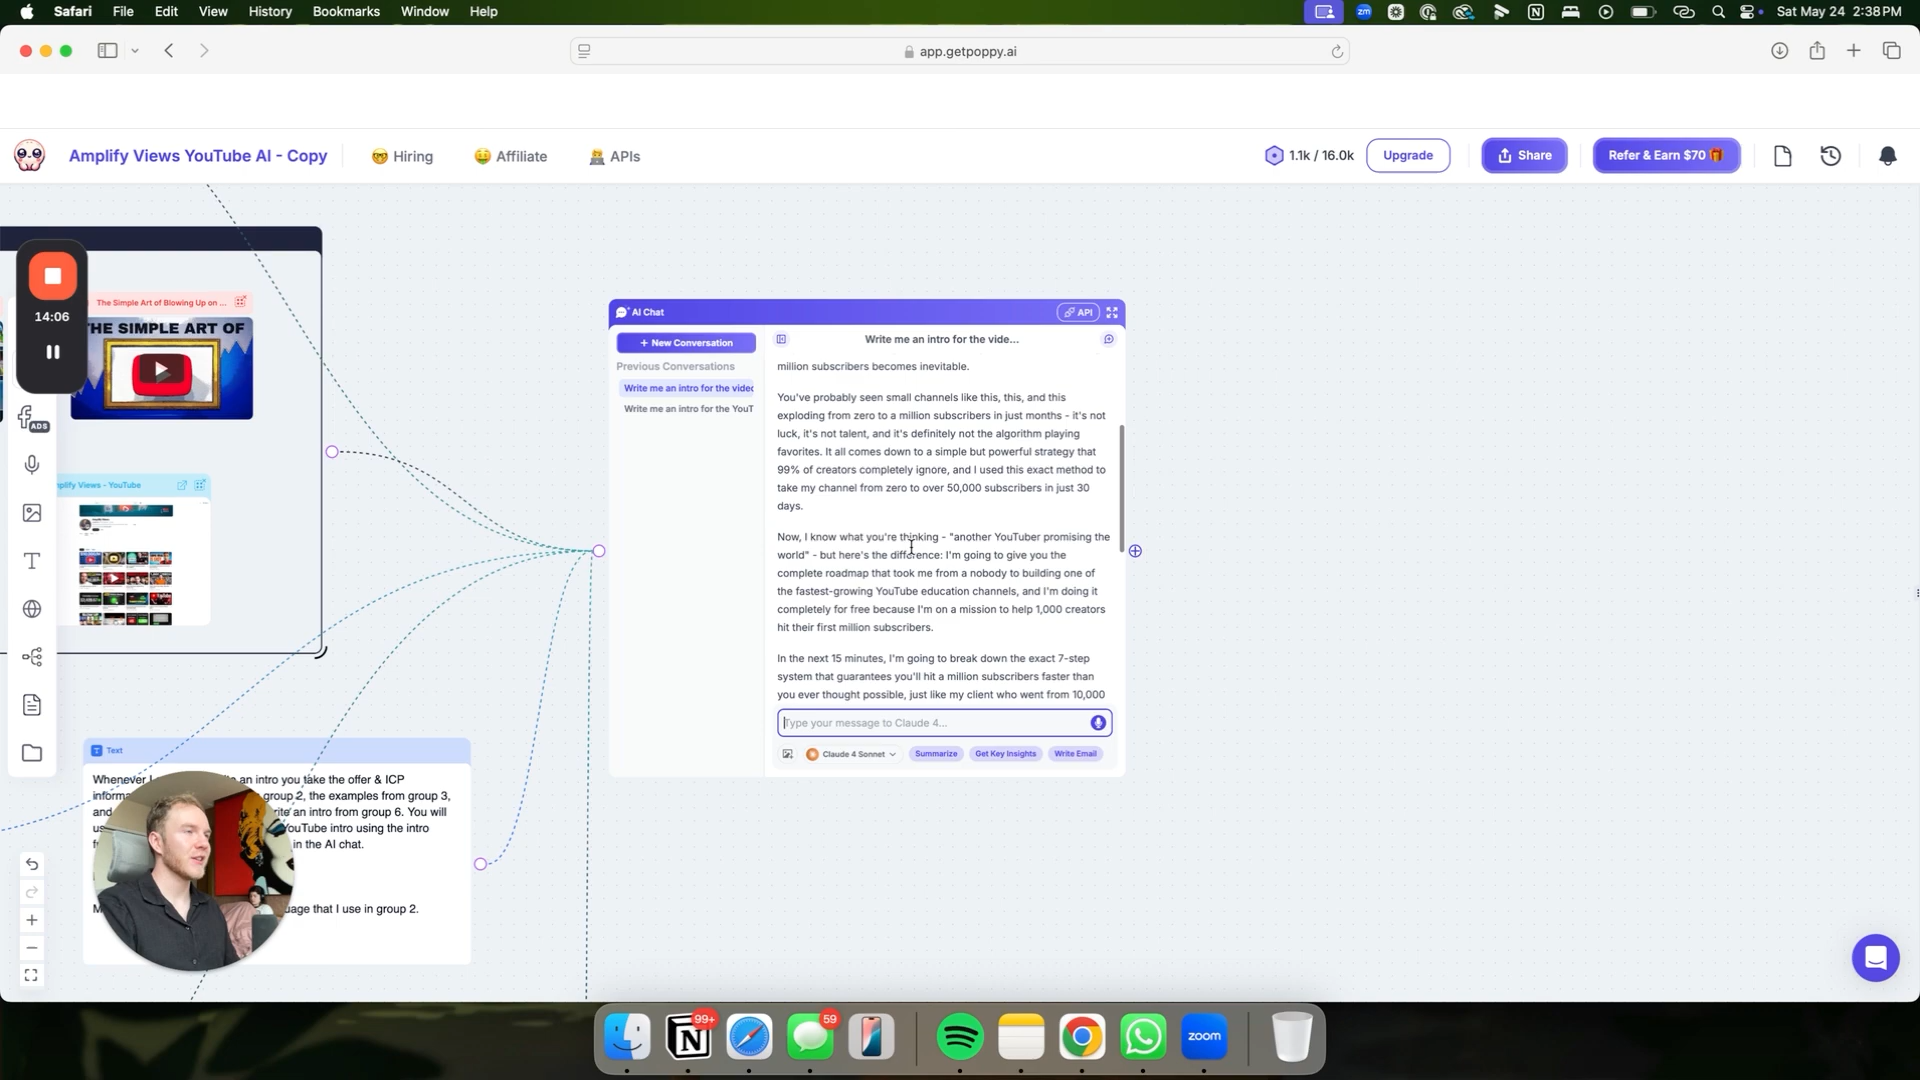 Safari File Edit View History Bookmarks Window Help
zm
Sat May 24 2:38 PM
app.getpoppy.ai
Amplify Views YouTube AI - Copy
🤓 Hiring
🤑 Affiliate
🧑‍💻 APIs
1.1k / 16.0k
Upgrade
Share
Refer & Earn $70 🎁
14:06
ADS
The Simple Art of Blowing Up on ...
THE SIMPLE ART OF
Amplify Views - YouTube
AI Chat
API
+ New Conversation
Previous Conversations
Write me an intro for the video
Write me an intro for the YouT
Write me an intro for the vide...
million subscribers becomes inevitable.
You've probably seen small channels like this, this, and this
exploding from zero to a million subscribers in just months - it's not
luck, it's not talent, and it's definitely not the algorithm playing
favorites. It all comes down to a simple but powerful strategy that
99% of creators completely ignore, and I used this exact method to
take my channel from zero to over 50,000 subscribers in just 30
days.
Now, I know what you're thinking - "another YouTuber promising the
world" - but here's the difference: I'm going to give you the
complete roadmap that took me from a nobody to building one of
the fastest-growing YouTube education channels, and I'm doing it
completely for free because I'm on a mission to help 1,000 creators
hit their first million subscribers.
In the next 15 minutes, I'm going to break down the exact 7-step
system that guarantees you'll hit a million subscribers faster than
you ever thought possible, just like my client who went from 10,000
Type your message to Claude 4...
Claude 4 Sonnet
Summarize
Get Key Insights
Write Email
Text
Whenever I an intro you take the offer & ICP
group 2, the examples from group 3,
and an intro from group 6. You will
YouTube intro using the intro
in the AI chat.
that I use in group 2.
99+
59
zoom